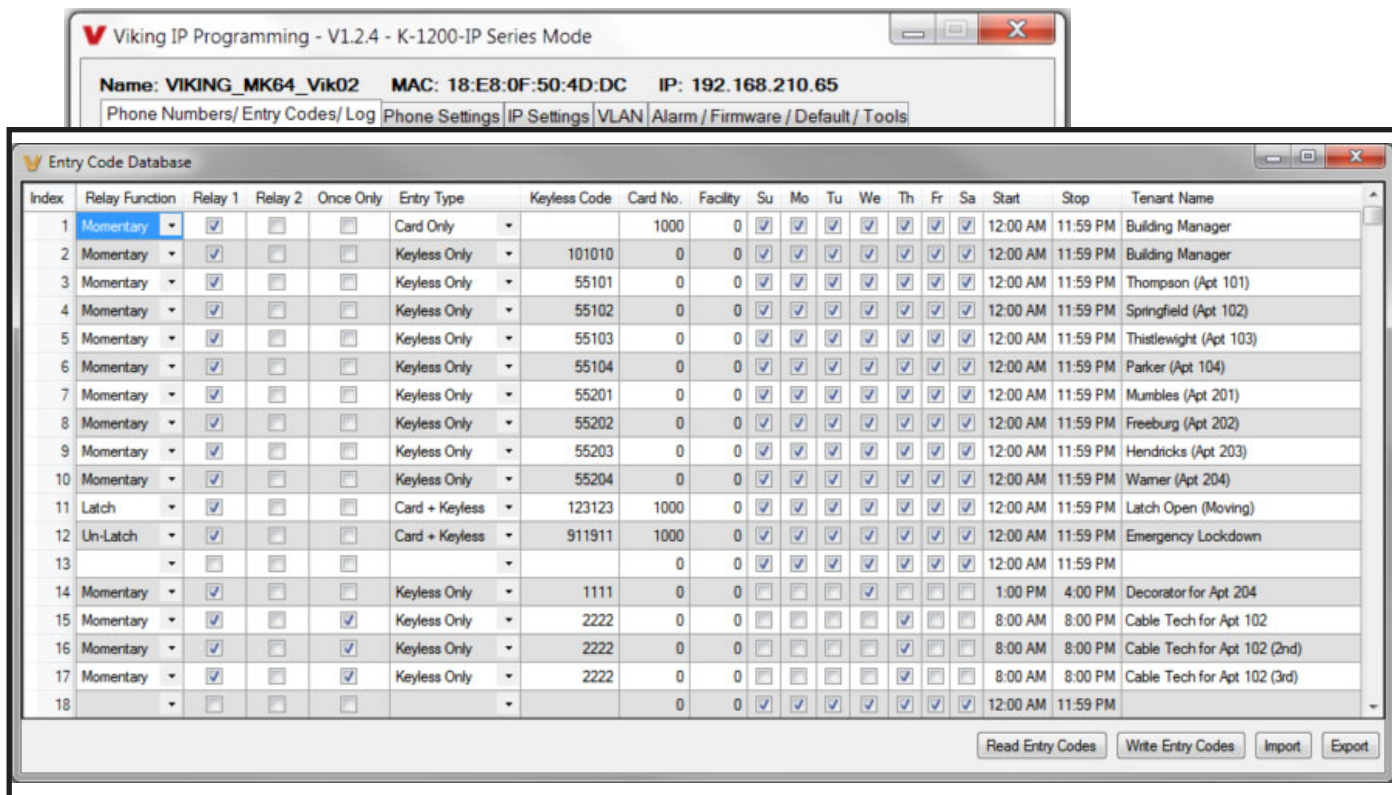 Viking IP Programming - V1.2.4 - K-1200-IP Series Mode
Name: VIKING_MK64_Vik02 MAC: 18:E8:0F:50:4D:DC IP: 192.168.210.65
Phone Numbers/ Entry Codes/ Log Phone Settings IP Settings VLAN Alarm / Firmware / Default / Tools
Entry Code Database
Index Relay Function Relay 1 Relay 2 Once Only Entry Type Keyless Code Card No. Facility Su Mo Tu We Th Fr Sa Start Stop Tenant Name
1 Momentary Card Only 1000 0 12:00 AM 11:59 PM Building Manager
2 Momentary Keyless Only 101010 0 0 12:00 AM 11:59 PM Building Manager
3 Momentary Keyless Only 55101 0 0 12:00 AM 11:59 PM Thompson (Apt 101)
4 Momentary Keyless Only 55102 0 0 12:00 AM 11:59 PM Springfield (Apt 102)
5 Momentary Keyless Only 55103 0 0 12:00 AM 11:59 PM Thistlewight (Apt 103)
6 Momentary Keyless Only 55104 0 0 12:00 AM 11:59 PM Parker (Apt 104)
7 Momentary Keyless Only 55201 0 0 12:00 AM 11:59 PM Mumbles (Apt 201)
8 Momentary Keyless Only 55202 0 0 12:00 AM 11:59 PM Freeburg (Apt 202)
9 Momentary Keyless Only 55203 0 0 12:00 AM 11:59 PM Hendricks (Apt 203)
10 Momentary Keyless Only 55204 0 0 12:00 AM 11:59 PM Warner (Apt 204)
11 Latch Card + Keyless 123123 1000 0 12:00 AM 11:59 PM Latch Open (Moving)
12 Un-Latch Card + Keyless 911911 1000 0 12:00 AM 11:59 PM Emergency Lockdown
13 0 0 12:00 AM 11:59 PM
14 Momentary Keyless Only 1111 0 0 1:00 PM 4:00 PM Decorator for Apt 204
15 Momentary Keyless Only 2222 0 0 8:00 AM 8:00 PM Cable Tech for Apt 102
16 Momentary Keyless Only 2222 0 0 8:00 AM 8:00 PM Cable Tech for Apt 102 (2nd)
17 Momentary Keyless Only 2222 0 0 8:00 AM 8:00 PM Cable Tech for Apt 102 (3rd)
18 0 0 12:00 AM 11:59 PM
Read Entry Codes Write Entry Codes Import Export